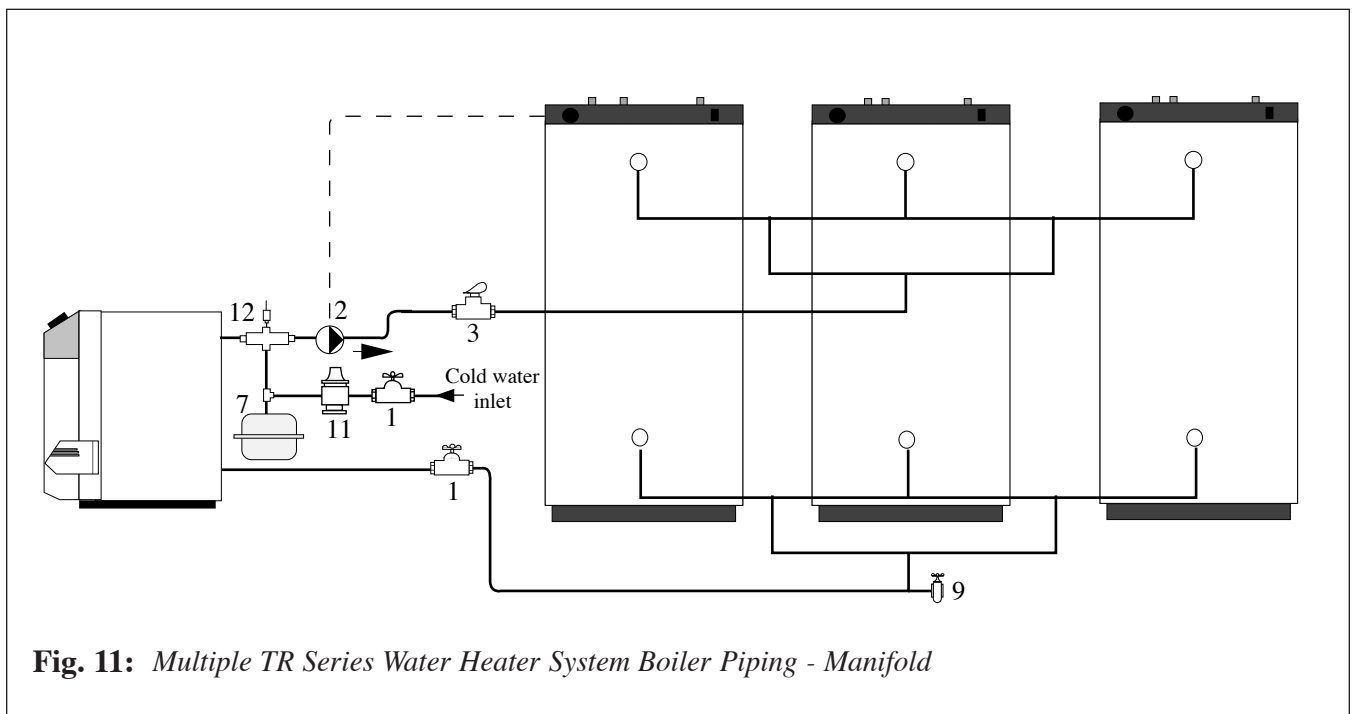 12
2
3
Cold water
inlet
7
11
1
1
9
Fig. 11: Multiple TR Series Water Heater System Boiler Piping - Manifold